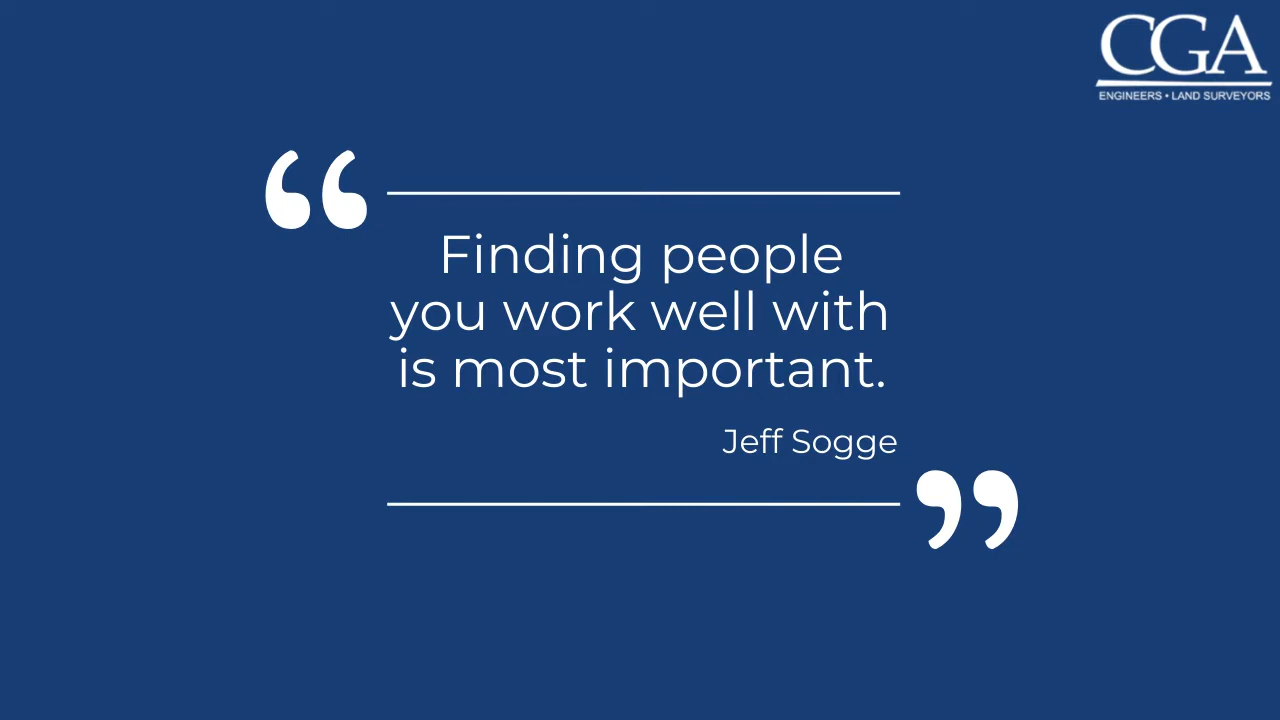 CGA
ENGINEERS • LAND SURVEYORS
“
Finding people
you work well with
is most important.
Jeff Sogge
”